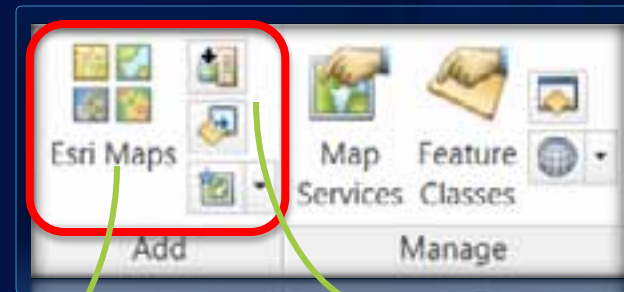 Esri Maps
Map Services
Feature Classes
Add
Manage